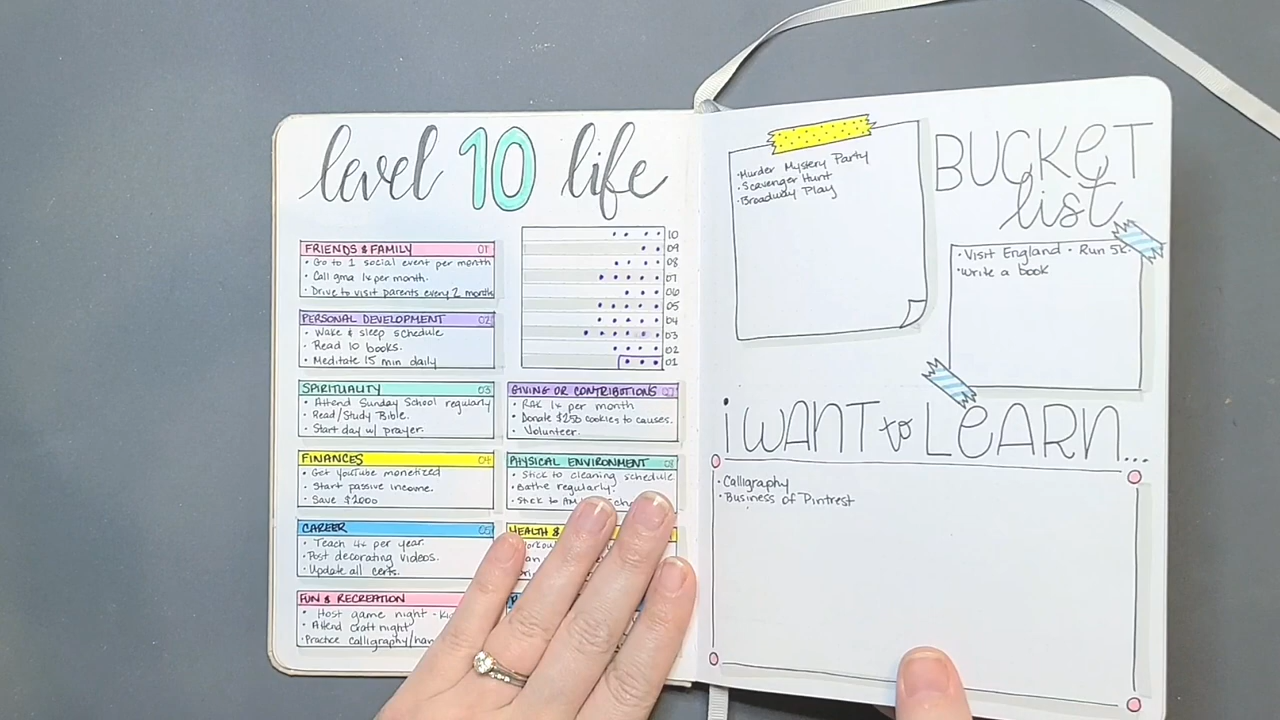 level 10 life
10
09
08
07
06
05
04
03
02
01
FRIENDS & FAMILY 01
• Go to 1 social event per month
• Call gma 1x per month.
• Drive to visit parents every 2 months
PERSONAL DEVELOPMENT 02
• Wake & sleep schedule
• Read 10 books.
• Meditate 15 min daily
SPIRITUALITY 03
• Attend Sunday School regularly
• Read/Study Bible.
• Start day w/ prayer.
FINANCES 04
• Get YouTube monetized
• Start passive income.
• Save $1000
CAREER 05
• Teach 4x per year.
• Post decorating videos.
• Update all certs.
FUN & RECREATION
• Host game night -
• Attend craft night
• Practice calligraphy/
GIVING OR CONTRIBUTIONS 07
• RAK 1x per month
• Donate $250 cookies to causes.
• Volunteer.
PHYSICAL ENVIRONMENT 08
• Stick to cleaning schedule
• Bathe regularly.
• Stick to
HEALTH &
BUCKET
list
• Murder Mystery Party
• Scavenger Hunt
• Broadway Play
• Visit England • Run 5k.
• Write a book
i WANT to LEARN...
• Calligraphy
• Business of Pintrest